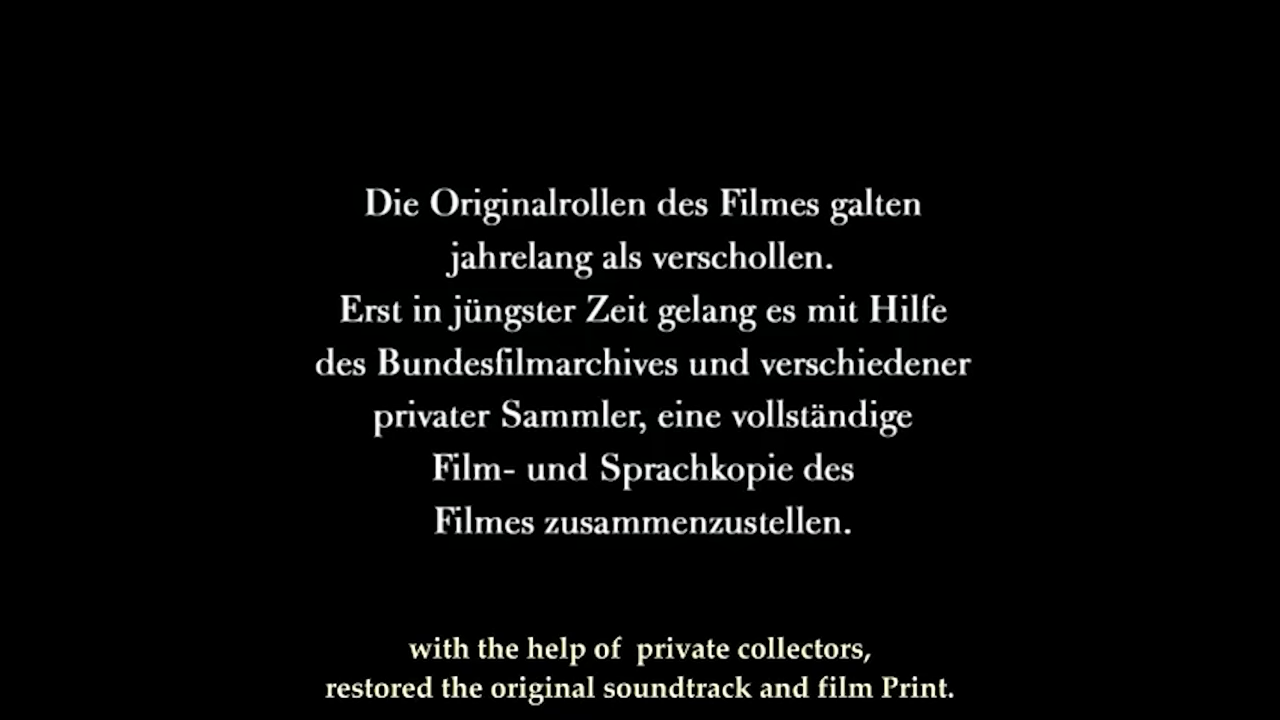 Die Originalrollen des Filmes galten
jahrelang als verschollen.
Erst in jüngster Zeit gelang es mit Hilfe
des Bundesfilmarchives und verschiedener
privater Sammler, eine vollständige
Film- und Sprachkopie des
Filmes zusammenzustellen.
with the help of  private collectors,
restored the original soundtrack and film Print.